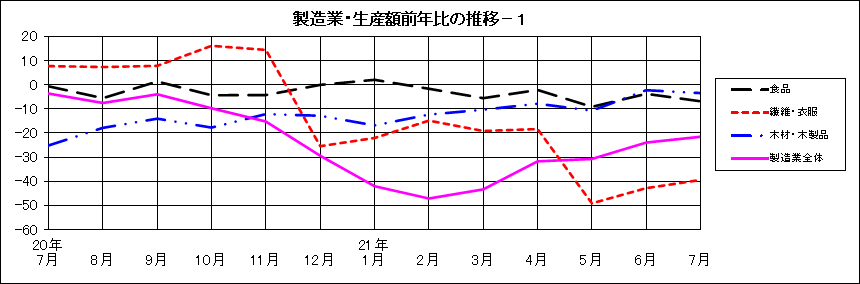 製造業・生産額前年比の推移－１
20
10
0
-10
-20
-30
-40
-50
-60
20年 21年
7月 8月 9月 10月 11月 12月 1月 2月 3月 4月 5月 6月 7月
食品
繊維・衣服
木材・木製品
製造業全体